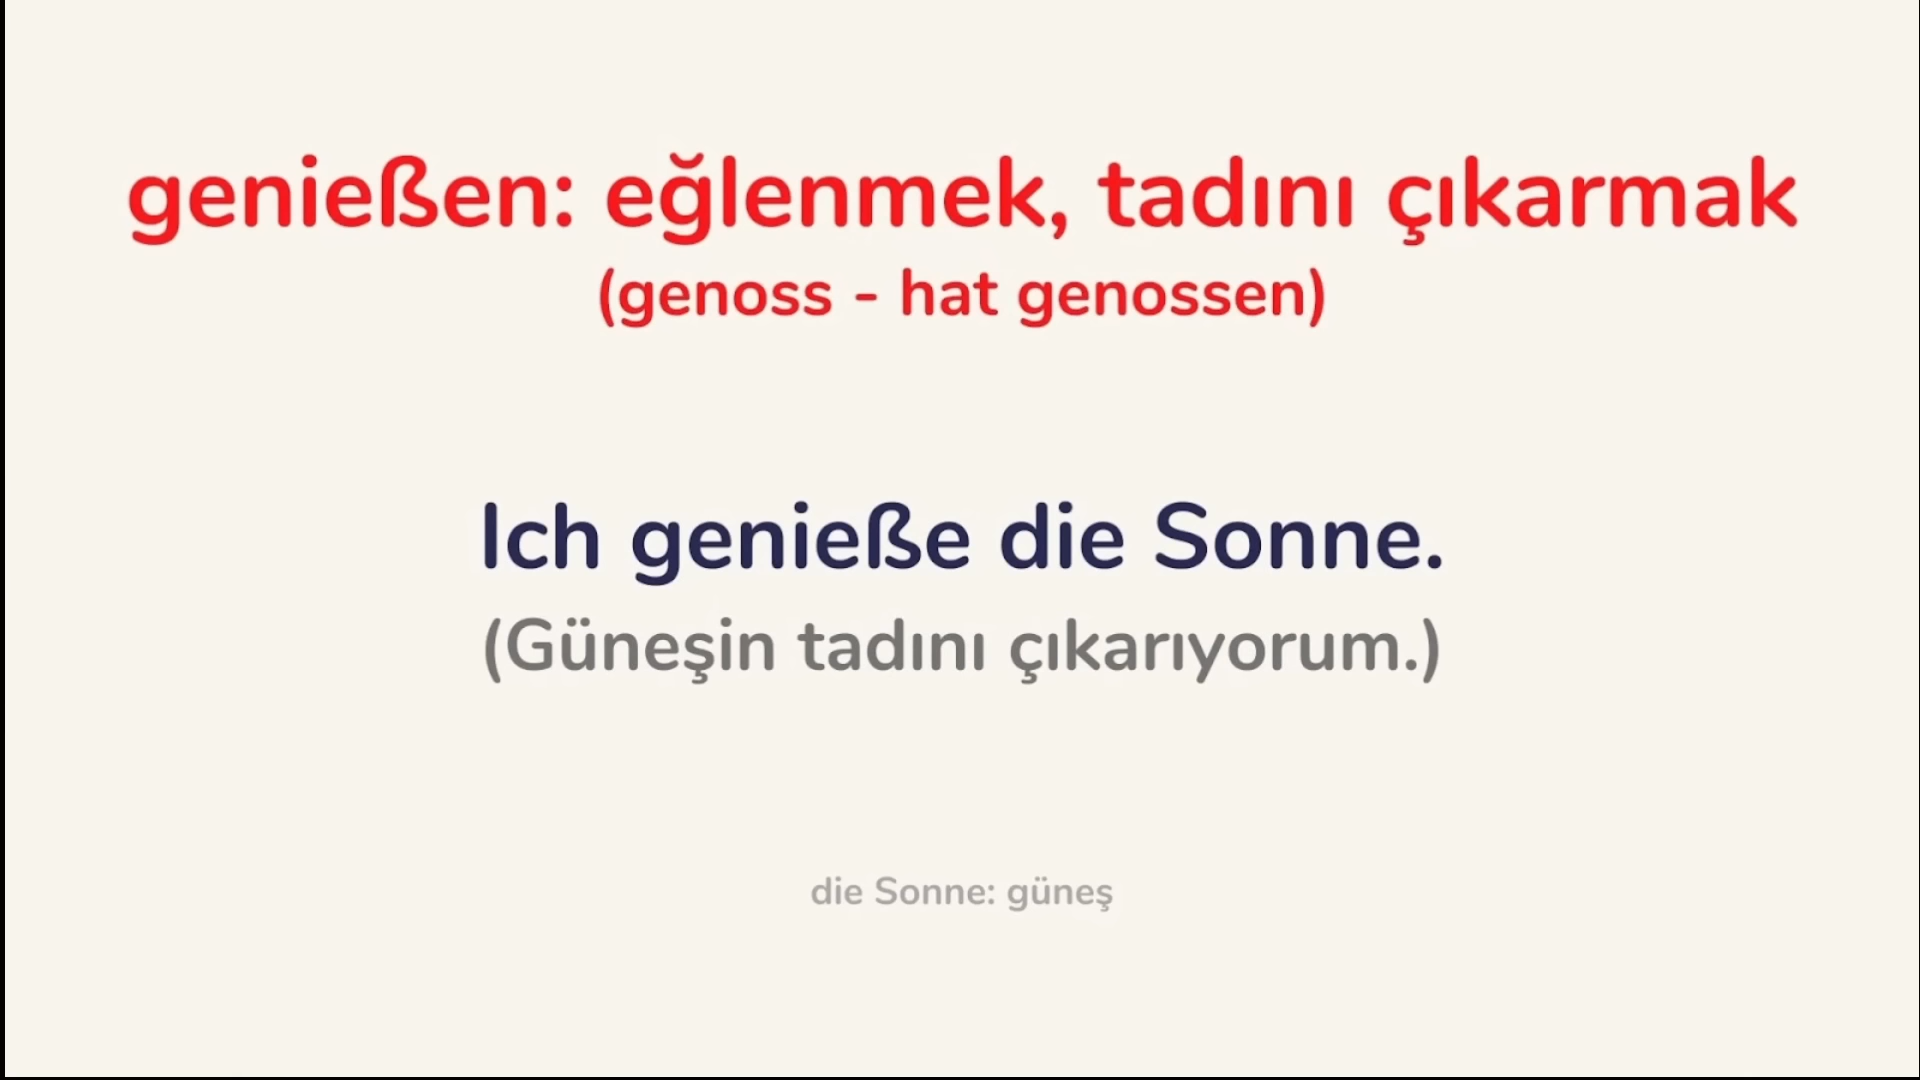 genießen: eğlenmek, tadını çıkarmak
(genoss - hat genossen)
Ich genieße die Sonne.
(Güneşin tadını çıkarıyorum.)
die Sonne: güneş